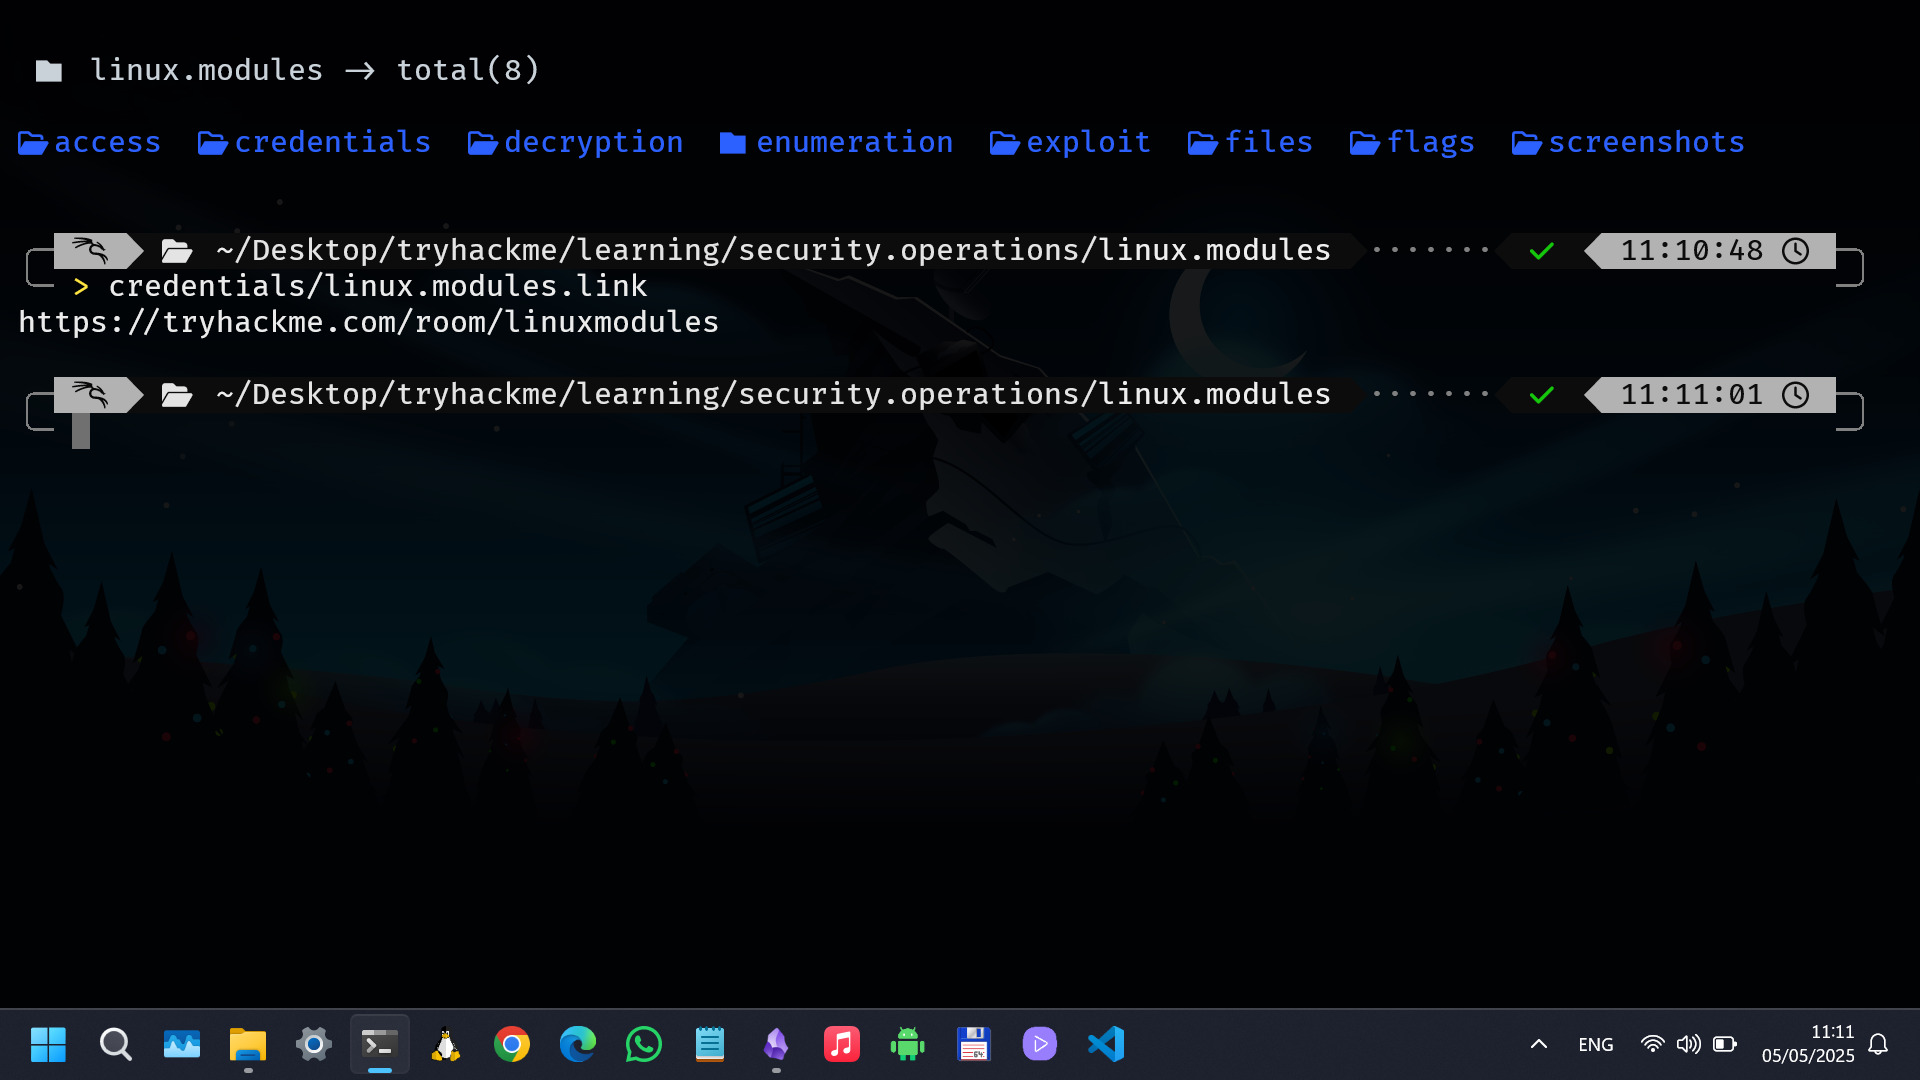 linux.modules → total(8)
access credentials decryption enumeration exploit files flags screenshots
~/Desktop/tryhackme/learning/security.operations/linux.modules ······· ✓ 11:10:48
> credentials/linux.modules.link
https://tryhackme.com/room/linuxmodules
~/Desktop/tryhackme/learning/security.operations/linux.modules ······· ✓ 11:11:01
64
ENG
11:11
05/05/2025